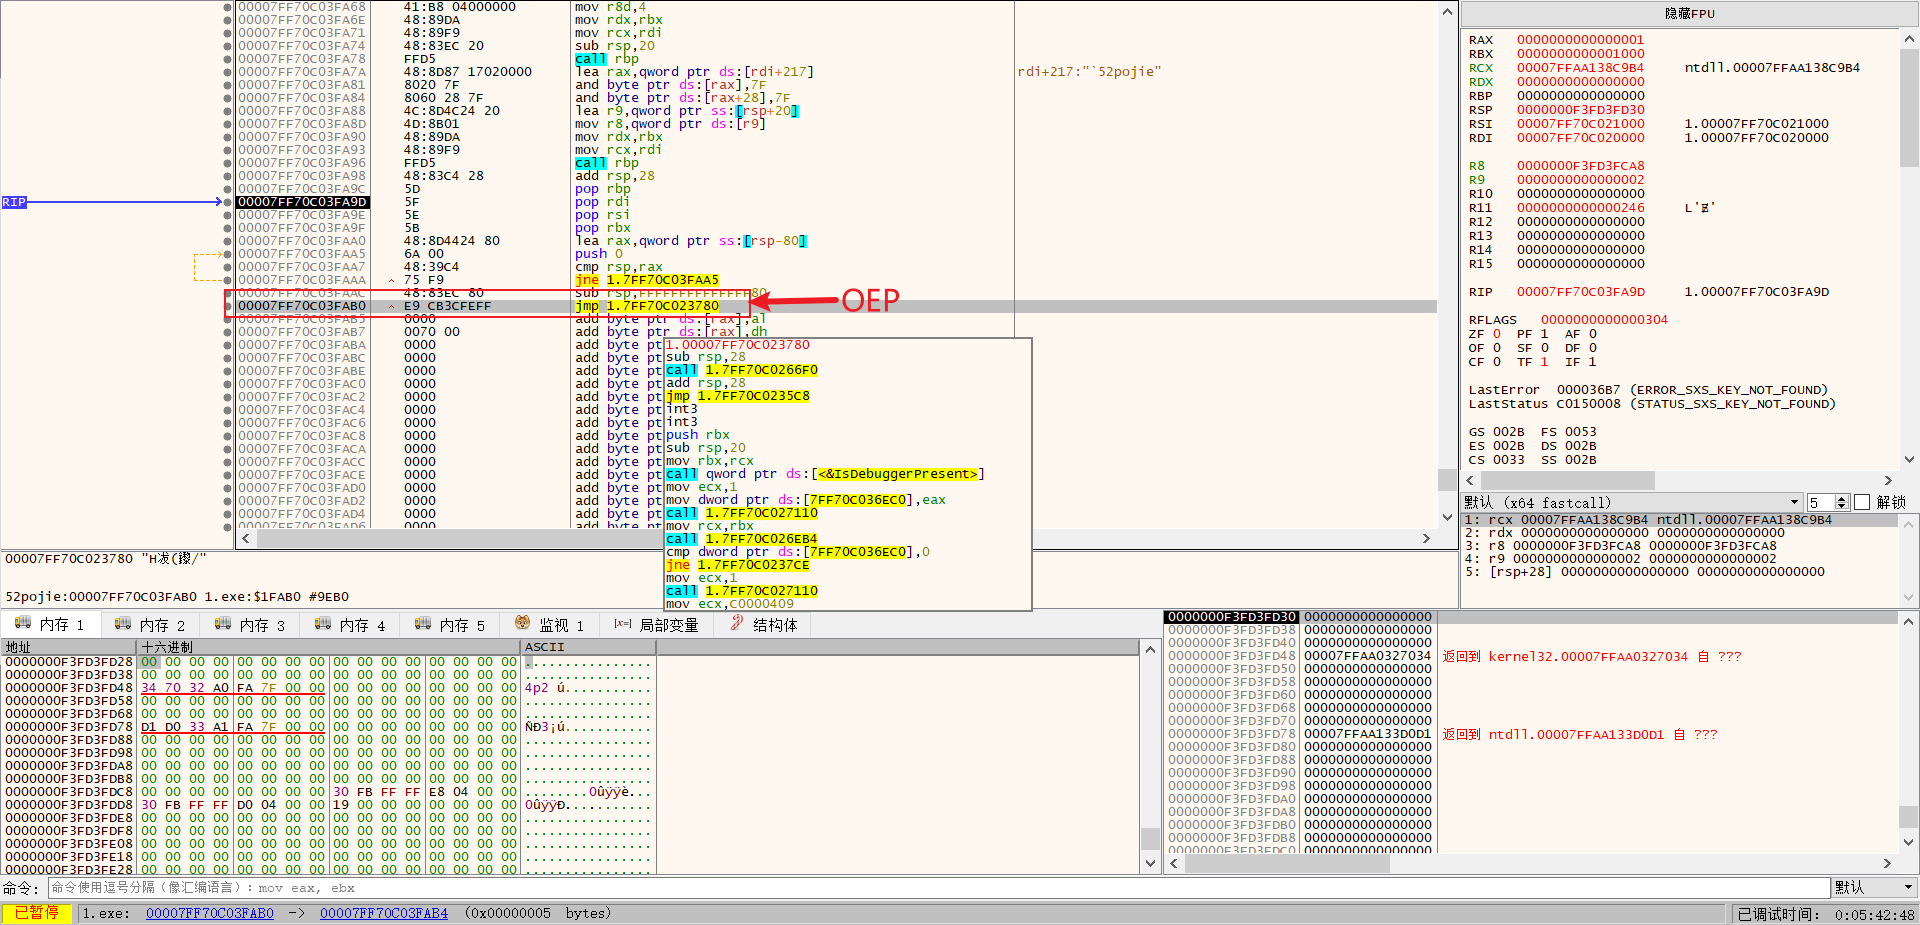 00007FF70C03FA68 41:B8 04000000 mov r8d,4
00007FF70C03FA6E 48:89DA mov rdx,rbx
00007FF70C03FA71 48:89F9 mov rcx,rdi
00007FF70C03FA74 48:83EC 20 sub rsp,20
00007FF70C03FA78 FFD5 call rbp
00007FF70C03FA7A 48:8D87 17020000 lea rax,qword ptr ds:[rdi+217] rdi+217:"`52pojie"
00007FF70C03FA81 8020 7F and byte ptr ds:[rax],7F
00007FF70C03FA84 8060 28 7F and byte ptr ds:[rax+28],7F
00007FF70C03FA88 4C:8D4C24 20 lea r9,qword ptr ss:[rsp+20]
00007FF70C03FA8D 4D:8B01 mov r8,qword ptr ds:[r9]
00007FF70C03FA90 48:89DA mov rdx,rbx
00007FF70C03FA93 48:89F9 mov rcx,rdi
00007FF70C03FA96 FFD5 call rbp
00007FF70C03FA98 48:83C4 28 add rsp,28
00007FF70C03FA9C 5D pop rbp
RIP 00007FF70C03FA9D 5F pop rdi
00007FF70C03FA9E 5E pop rsi
00007FF70C03FA9F 5B pop rbx
00007FF70C03FAA0 48:8D4424 80 lea rax,qword ptr ss:[rsp-80]
00007FF70C03FAA5 6A 00 push 0
00007FF70C03FAA7 48:39C4 cmp rsp,rax
00007FF70C03FAAA 75 F9 jne 1.7FF70C03FAA5
00007FF70C03FAAC 48:83EC 80 sub rsp,FFFFFFFFFFFFFF80
00007FF70C03FAB0 E9 CB3CFEFF jmp 1.7FF70C023780 OEP
00007FF70C03FAB5 0000 add byte ptr ds:[rax],al
00007FF70C03FAB7 0070 00 add byte ptr ds:[rax],dh
00007FF70C03FABA 0000 add byte pt
00007FF70C03FABC 0000 add byte pt
00007FF70C03FABE 0000 add byte pt
00007FF70C03FAC0 0000 add byte pt
00007FF70C03FAC2 0000 add byte pt
00007FF70C03FAC4 0000 add byte pt
00007FF70C03FAC6 0000 add byte pt
00007FF70C03FAC8 0000 add byte pt
00007FF70C03FACA 0000 add byte pt
00007FF70C03FACC 0000 add byte pt
00007FF70C03FACE 0000 add byte pt
00007FF70C03FAD0 0000 add byte pt
00007FF70C03FAD2 0000 add byte pt
00007FF70C03FAD4 0000 add byte pt
00007FF70C03FAD6 0000 add byte pt
1.00007FF70C023780
sub rsp,28
call 1.7FF70C0266F0
add rsp,28
jmp 1.7FF70C0235C8
int3
int3
push rbx
sub rsp,20
mov rbx,rcx
call qword ptr ds:[<&IsDebuggerPresent>]
mov ecx,1
mov dword ptr ds:[7FF70C036EC0],eax
call 1.7FF70C027110
mov rcx,rbx
call 1.7FF70C026EB4
cmp dword ptr ds:[7FF70C036EC0],0
jne 1.7FF70C0237CE
mov ecx,1
call 1.7FF70C027110
mov ecx,C0000409
隐藏FPU
RAX 0000000000000001
RBX 0000000000001000
RCX 00007FFAA138C9B4 ntdll.00007FFAA138C9B4
RDX 0000000000000000
RBP 0000000000000000
RSP 0000000F3FD3FD30
RSI 00007FF70C021000 1.00007FF70C021000
RDI 00007FF70C020000 1.00007FF70C020000
R8 0000000F3FD3FCA8
R9 0000000000000002
R10 0000000000000000
R11 0000000000000246
R12 0000000000000000
R13 0000000000000000
R14 0000000000000000
R15 0000000000000000
RIP 00007FF70C03FA9D 1.00007FF70C03FA9D
RFLAGS 0000000000000304
ZF 0 PF 1 AF 0
OF 0 SF 0 DF 0
CF 0 TF 1 IF 1
LastError 000036B7 (ERROR_SXS_KEY_NOT_FOUND)
LastStatus C0150008 (STATUS_SXS_KEY_NOT_FOUND)
GS 002B FS 0053
ES 002B DS 002B
CS 0033 SS 002B
默认 (x64 fastcall) 5 解锁
1: rcx 00007FFAA138C9B4 ntdll.00007FFAA138C9B4
2: rdx 0000000000000000 0000000000000000
3: r8 0000000F3FD3FCA8 0000000F3FD3FCA8
4: r9 0000000000000002 0000000000000002
5: [rsp+28] 0000000000000000 0000000000000000
00007FF70C023780
52pojie:00007FF70C03FAB0 1.exe:$1FAB0 #9EB0
内存 1 内存 2 内存 3 内存 4 内存 5 监视 1 [x=] 局部变量 结构体
地址 十六进制 ASCII
0000000F3FD3FD28 00 00 00 00 00 00 00 00 00 00 00 00 00 00 00 00 ................
0000000F3FD3FD38 00 00 00 00 00 00 00 00 00 00 00 00 00 00 00 00 ................
0000000F3FD3FD48 34 70 32 A0 FA 7F 00 00 00 00 00 00 00 00 00 00 4p2 ú...........
0000000F3FD3FD58 00 00 00 00 00 00 00 00 00 00 00 00 00 00 00 00 ................
0000000F3FD3FD68 00 00 00 00 00 00 00 00 00 00 00 00 00 00 00 00 ................
0000000F3FD3FD78 D1 D0 33 A1 FA 7F 00 00 00 00 00 00 00 00 00 00 ÑÐ3¡ú...........
0000000F3FD3FD88 00 00 00 00 00 00 00 00 00 00 00 00 00 00 00 00 ................
0000000F3FD3FD98 00 00 00 00 00 00 00 00 00 00 00 00 00 00 00 00 ................
0000000F3FD3FDA8 00 00 00 00 00 00 00 00 00 00 00 00 00 00 00 00 ................
0000000F3FD3FDB8 00 00 00 00 00 00 00 00 00 00 00 00 00 00 00 00 ................
0000000F3FD3FDC8 00 00 00 00 00 00 00 00 30 FB FF FF E8 04 00 00 ........0ûÿÿè...
0000000F3FD3FDD8 30 FB FF FF D0 04 00 00 19 00 00 00 00 00 00 00 0ûÿÿÐ...........
0000000F3FD3FDE8 00 00 00 00 00 00 00 00 00 00 00 00 00 00 00 00 ................
0000000F3FD3FDF8 00 00 00 00 00 00 00 00 00 00 00 00 00 00 00 00 ................
0000000F3FD3FE08 00 00 00 00 00 00 00 00 00 00 00 00 00 00 00 00 ................
0000000F3FD3FE18 00 00 00 00 00 00 00 00 00 00 00 00 00 00 00 00 ................
0000000F3FD3FE28 00 00 00 00 00 00 00 00 00 00 00 00 00 00 00 00 ................
0000000F3FD3FD30 0000000000000000
0000000F3FD3FD38 0000000000000000
0000000F3FD3FD40 0000000000000000
0000000F3FD3FD48 00007FFAA0327034 返回到 kernel32.00007FFAA0327034 自 ???
0000000F3FD3FD50 0000000000000000
0000000F3FD3FD58 0000000000000000
0000000F3FD3FD60 0000000000000000
0000000F3FD3FD68 0000000000000000
0000000F3FD3FD70 0000000000000000
0000000F3FD3FD78 00007FFAA133D0D1 返回到 ntdll.00007FFAA133D0D1 自 ???
0000000F3FD3FD80 0000000000000000
0000000F3FD3FD88 0000000000000000
0000000F3FD3FD90 0000000000000000
0000000F3FD3FD98 0000000000000000
0000000F3FD3FDA0 0000000000000000
0000000F3FD3FDA8 0000000000000000
0000000F3FD3FDB0 0000000000000000
0000000F3FD3FDB8 0000000000000000
0000000F3FD3FDC0 0000000000000000
命令: 命令使用逗号分隔（像汇编语言）: mov eax, ebx 默认
已暂停 1.exe: 00007FF70C03FAB0 -> 00007FF70C03FAB4 (0x00000005 bytes) 已调试时间: 0:05:42:48